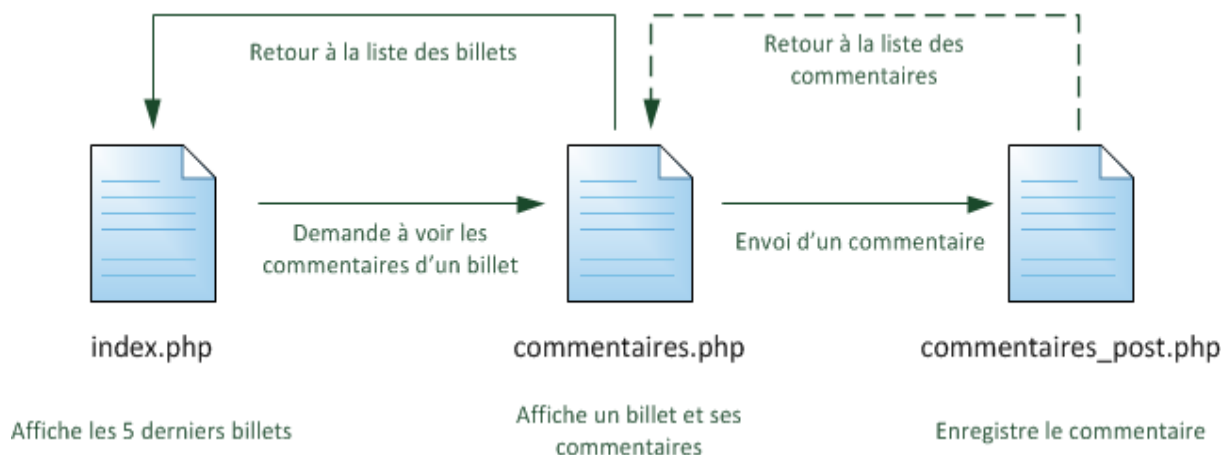 Retour à la liste des billets
Retour à la liste des
commentaires
Demande à voir les
commentaires d'un billet
Envoi d'un commentaire
index.php
commentaires.php
commentaires_post.php
Affiche les 5 derniers billets
Affiche un billet et ses
commentaires
Enregistre le commentaire